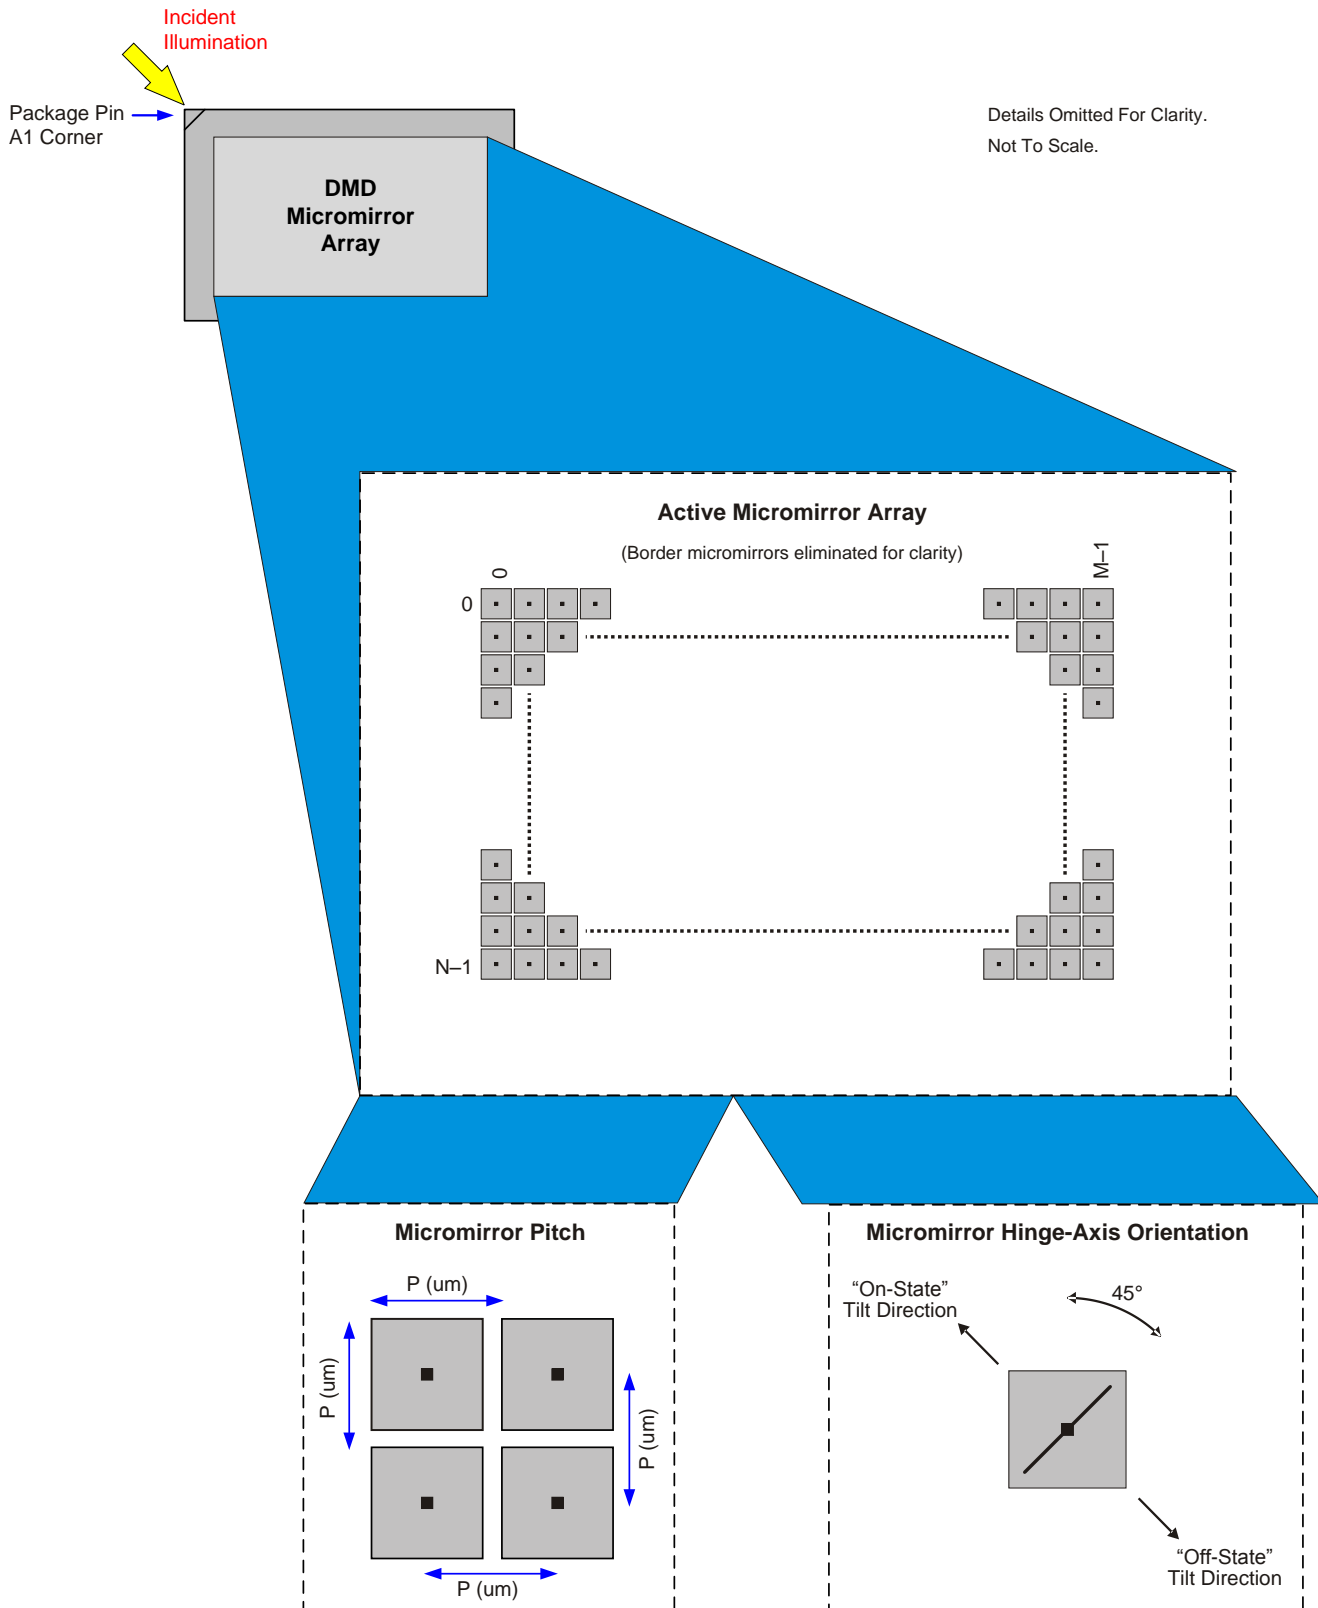 Incident
Illumination
Package Pin
A1 Corner
Details Omitted For Clarity.
Not To Scale.
DMD
Micromirror
Array
Active Micromirror Array
(Border micromirrors eliminated for clarity)
0
M–1
0
N–1
Micromirror Pitch
P (um)
P (um)
P (um)
P (um)
Micromirror Hinge-Axis Orientation
“On-State”
Tilt Direction
45°
“Off-State”
Tilt Direction